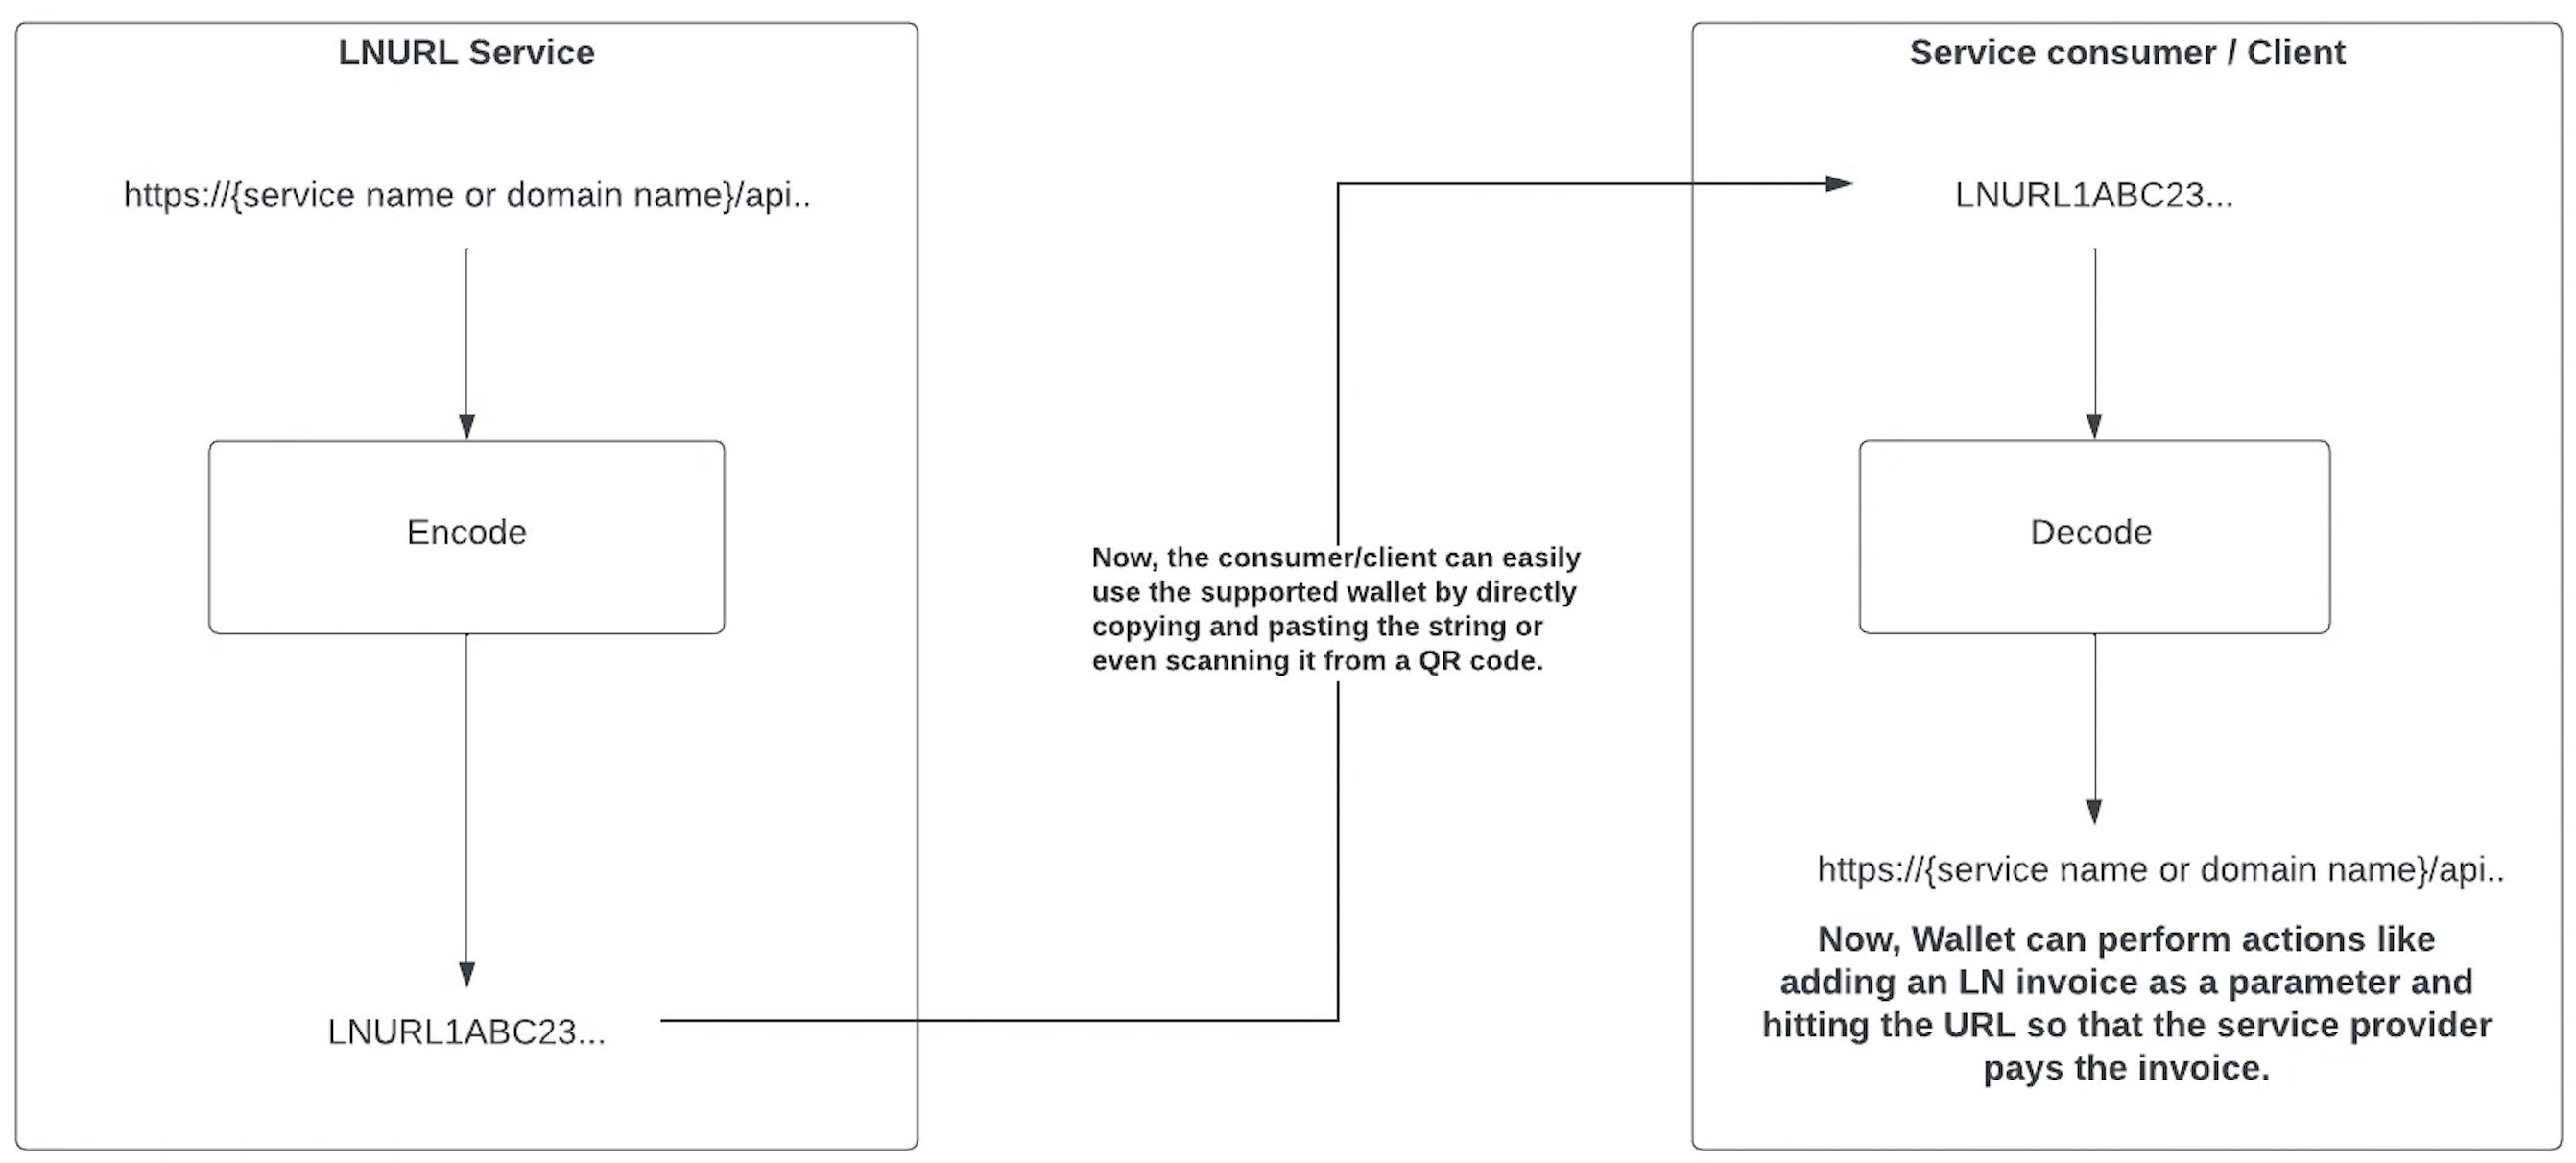 LNURL Service
https://{service name or domain name}/api..
Encode
LNURL1ABC23...
Now, the consumer/client can easily
use the supported wallet by directly
copying and pasting the string or
even scanning it from a QR code.
Service consumer / Client
LNURL1ABC23...
Decode
https://{service name or domain name}/api..
Now, Wallet can perform actions like
adding an LN invoice as a parameter and
hitting the URL so that the service provider
pays the invoice.